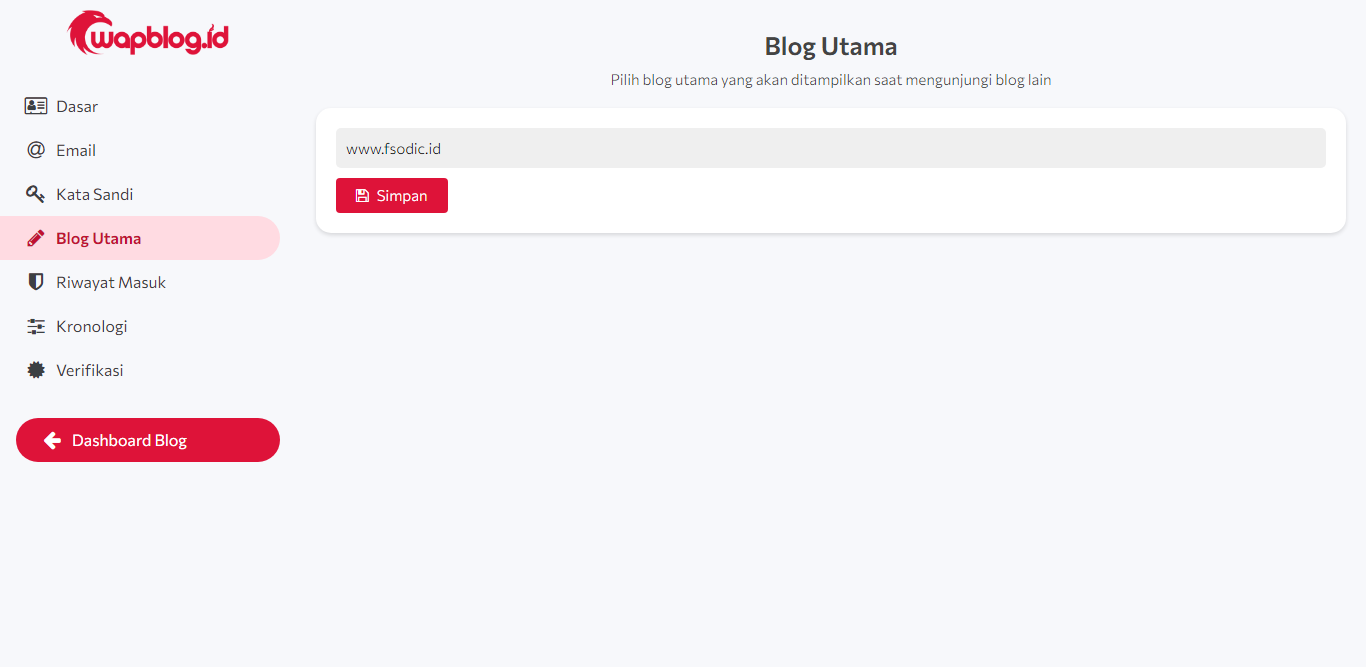 wapblog.id
Dasar
Email
Kata Sandi
Blog Utama
Riwayat Masuk
Kronologi
Verifikasi
Dashboard Blog
Blog Utama
Pilih blog utama yang akan ditampilkan saat mengunjungi blog lain
www.fsodic.id
Simpan